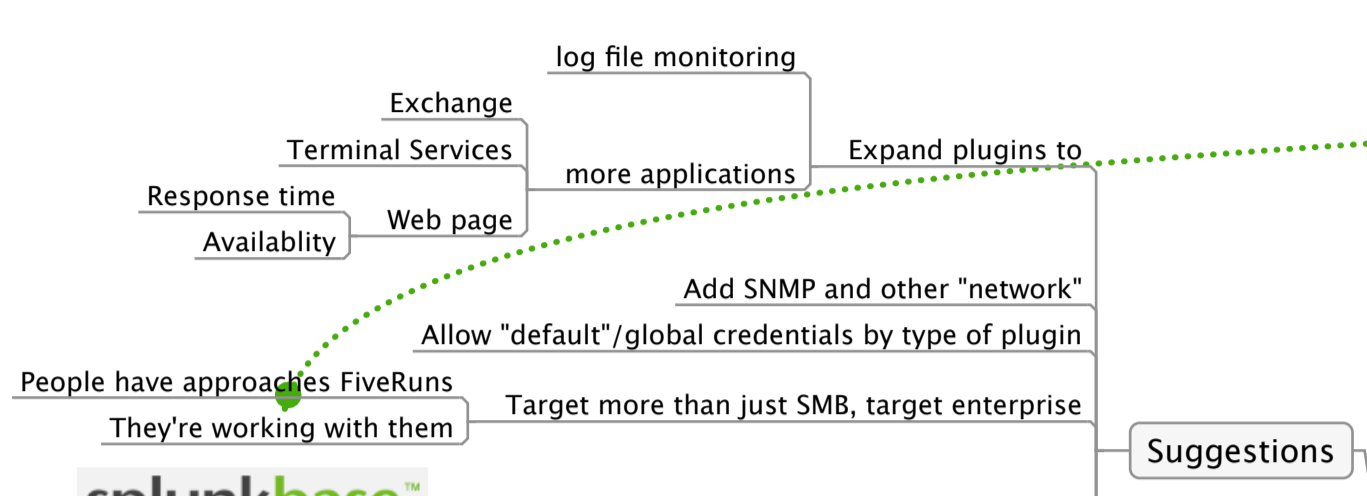 log file monitoring
Exchange
Terminal Services
more applications
Expand plugins to
Response time
Web page
Availablity
Add SNMP and other "network"
Allow "default"/global credentials by type of plugin
People have approaches FiveRuns
They're working with them
Target more than just SMB, target enterprise
Suggestions
splunkbase™